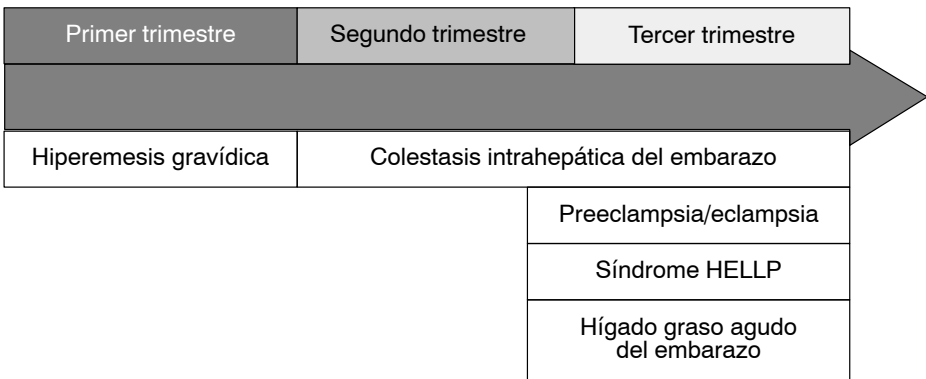 Primer trimestre
Segundo trimestre
Tercer trimestre
Hiperemesis gravídica
Colestasis intrahepática del embarazo
Preeclampsia/eclampsia
Síndrome HELLP
Hígado graso agudo
del embarazo